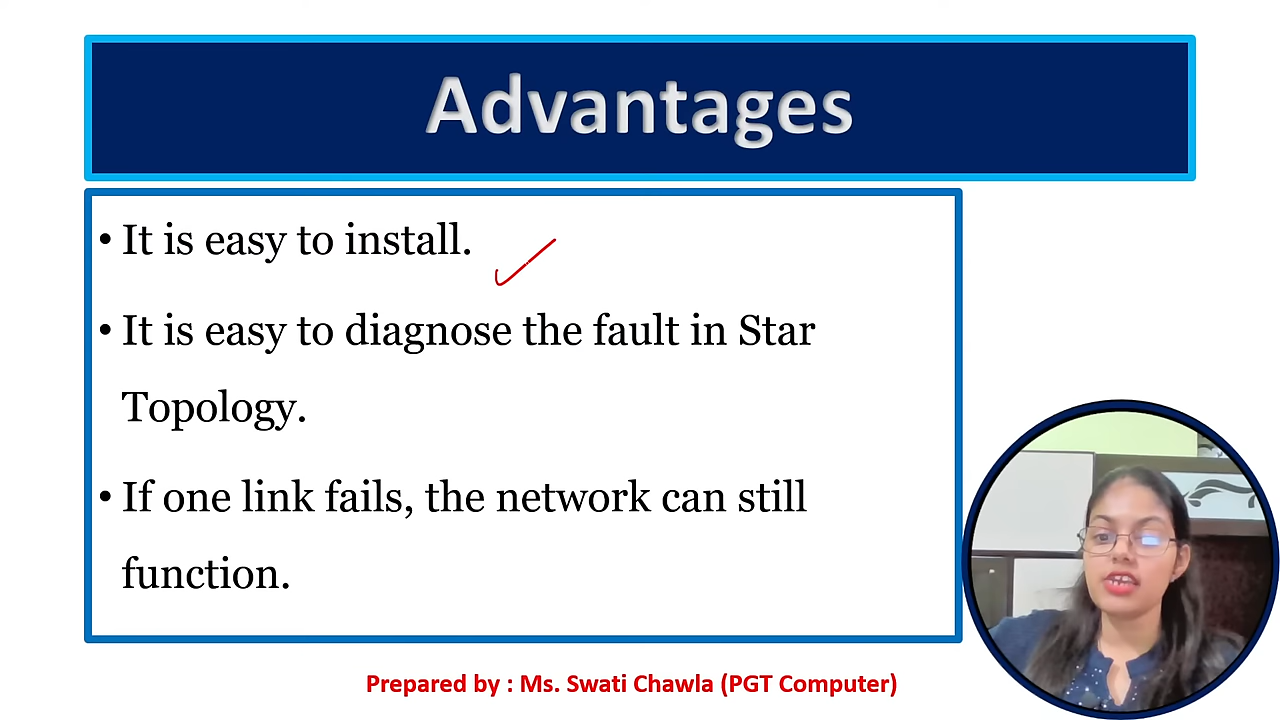 Advantages
• It is easy to install.
• It is easy to diagnose the fault in Star
Topology.
• If one link fails, the network can still
function.
Prepared by : Ms. Swati Chawla (PGT Computer)